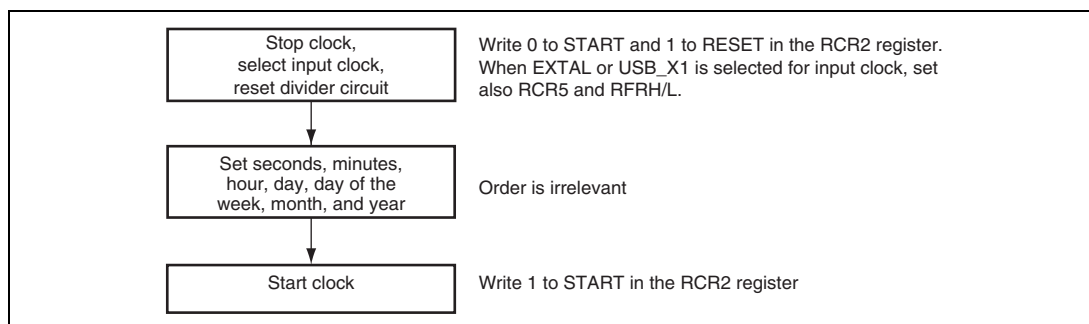 Stop clock,
select input clock,
reset divider circuit
Write 0 to START and 1 to RESET in the RCR2 register.
When EXTAL or USB_X1 is selected for input clock, set
also RCR5 and RFRH/L.
Set seconds, minutes,
hour, day, day of the
week, month, and year
Order is irrelevant
Start clock
Write 1 to START in the RCR2 register